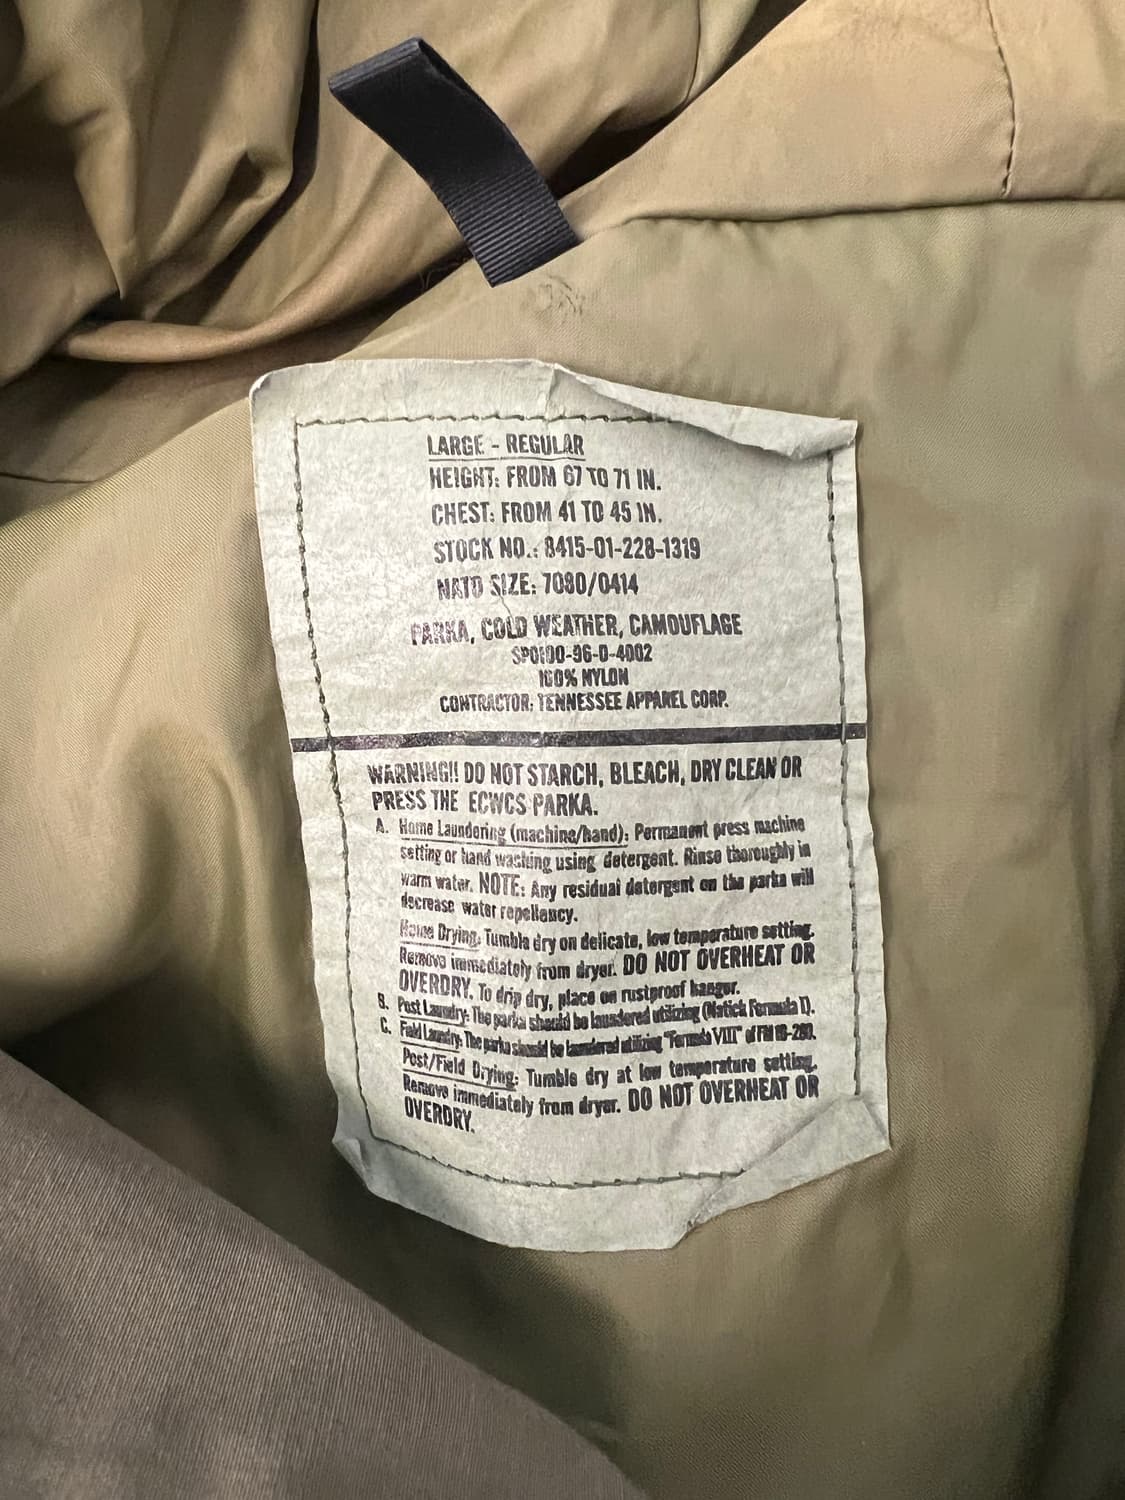 LARGE - REGULAR
HEIGHT: FROM 67 TO 71 IN.
CHEST: FROM 41 TO 45 IN.
STOCK NO.: 8415-01-228-1319
NATO SIZE: 7080/0414
PARKA, COLD WEATHER, CAMOUFLAGE
SPO100-96-D-4002
100% NYLON
CONTRACTOR: TENNESSEE APPAREL CORP.
WARNING!! DO NOT STARCH, BLEACH, DRY CLEAN OR
PRESS THE ECWCS PARKA.
A. Home Laundering (machine/hand): Permanent press machine
setting or hand washing using detergent. Rinse thoroughly in
warm water. NOTE: Any residual detergent on the parka will
decrease water repellency.
Home Drying: Tumble dry on delicate, low temperature setting.
Remove immediately from dryer. DO NOT OVERHEAT OR
OVERDRY. To drip dry, place on rustproof hanger.
B. Post Laundry: The parka should be laundered utilizing (Natick Formula I).
C. Field Laundry: The parka should be laundered utilizing "Formula VIII" of FM 10-280.
Post/Field Drying: Tumble dry at low temperature setting.
Remove immediately from dryer. DO NOT OVERHEAT OR
OVERDRY.